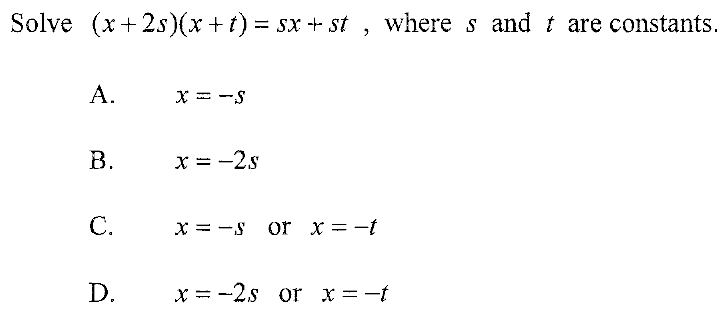 Solve (x + 2s)(x + t) = sx + st , where s and t are constants.
A. x = −s
B. x = −2s
C. x = −s or x = −t
D. x = −2s or x = −t